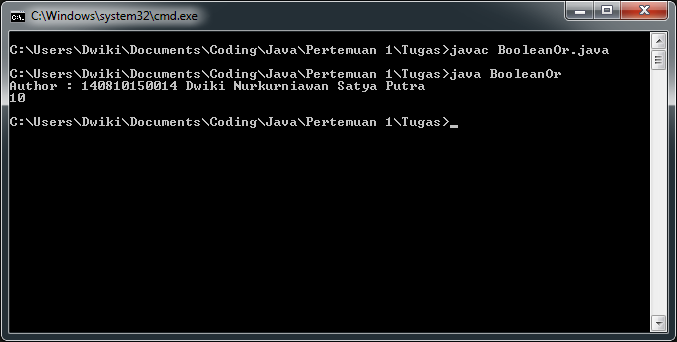 C:\Windows\system32\cmd.exe
C:\Users\Dwiki\Documents\Coding\Java\Pertemuan 1\Tugas>javac BooleanOr.java
C:\Users\Dwiki\Documents\Coding\Java\Pertemuan 1\Tugas>java BooleanOr
Author : 140810150014 Dwiki Nurkurniawan Satya Putra
10
C:\Users\Dwiki\Documents\Coding\Java\Pertemuan 1\Tugas>_